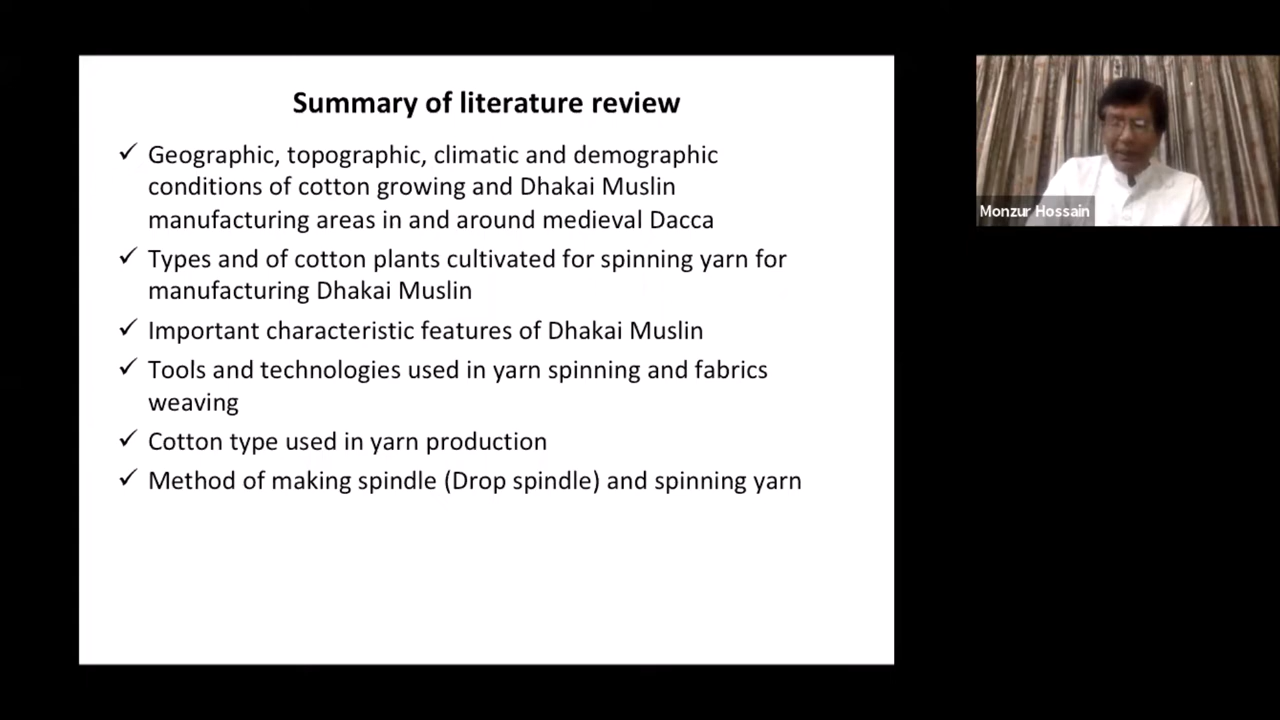 Summary of literature review
✓ Geographic, topographic, climatic and demographic
conditions of cotton growing and Dhakai Muslin
manufacturing areas in and around medieval Dacca
✓ Types and of cotton plants cultivated for spinning yarn for
manufacturing Dhakai Muslin
✓ Important characteristic features of Dhakai Muslin
✓ Tools and technologies used in yarn spinning and fabrics
weaving
✓ Cotton type used in yarn production
✓ Method of making spindle (Drop spindle) and spinning yarn
Monzur Hossain